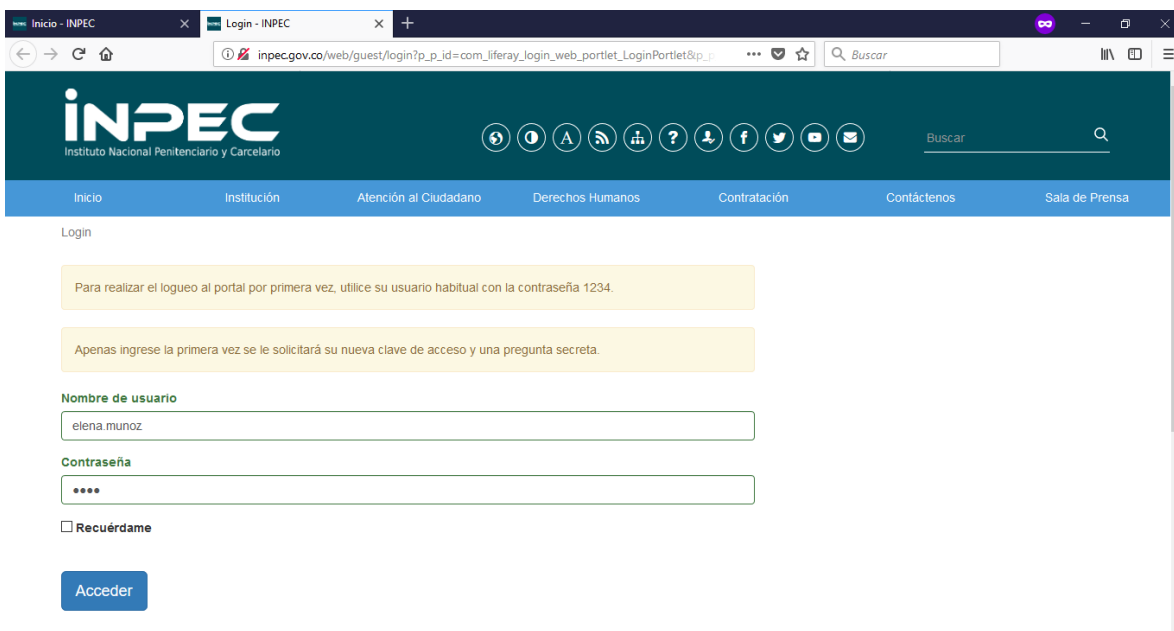 Inicio - INPEC
Login - INPEC
inpec.gov.co/web/guest/login?p_p_id=com_liferay_login_web_portlet_LoginPortlet&p_
Buscar
INPEC
Instituto Nacional Penitenciario y Carcelario
A
?
f
Buscar
Inicio Institución Atención al Ciudadano Derechos Humanos Contratación Contáctenos Sala de Prensa
Login
Para realizar el logueo al portal por primera vez, utilice su usuario habitual con la contraseña 1234.
Apenas ingrese la primera vez se le solicitará su nueva clave de acceso y una pregunta secreta.
Nombre de usuario
elena.munoz
Contraseña
••••
Recuérdame
Acceder